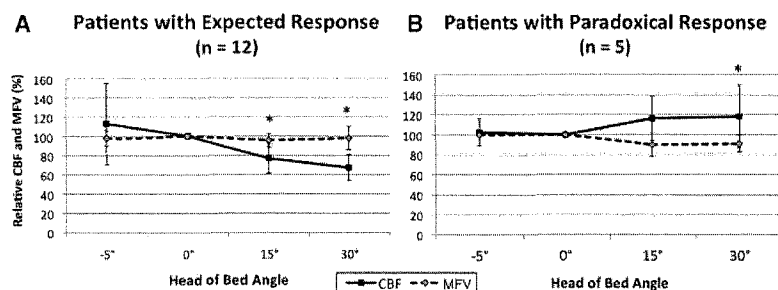 A
Patients with Expected Response
(n = 12)
B
Patients with Paradoxical Response
(n = 5)
Relative CBF and MFV (%)
160
140
120
100
80
60
40
20
0
*
*
-5°
0°
15°
30°
Head of Bed Angle
160
140
120
100
80
60
40
20
0
*
-5°
0°
15°
30°
Head of Bed Angle
CBF
MFV